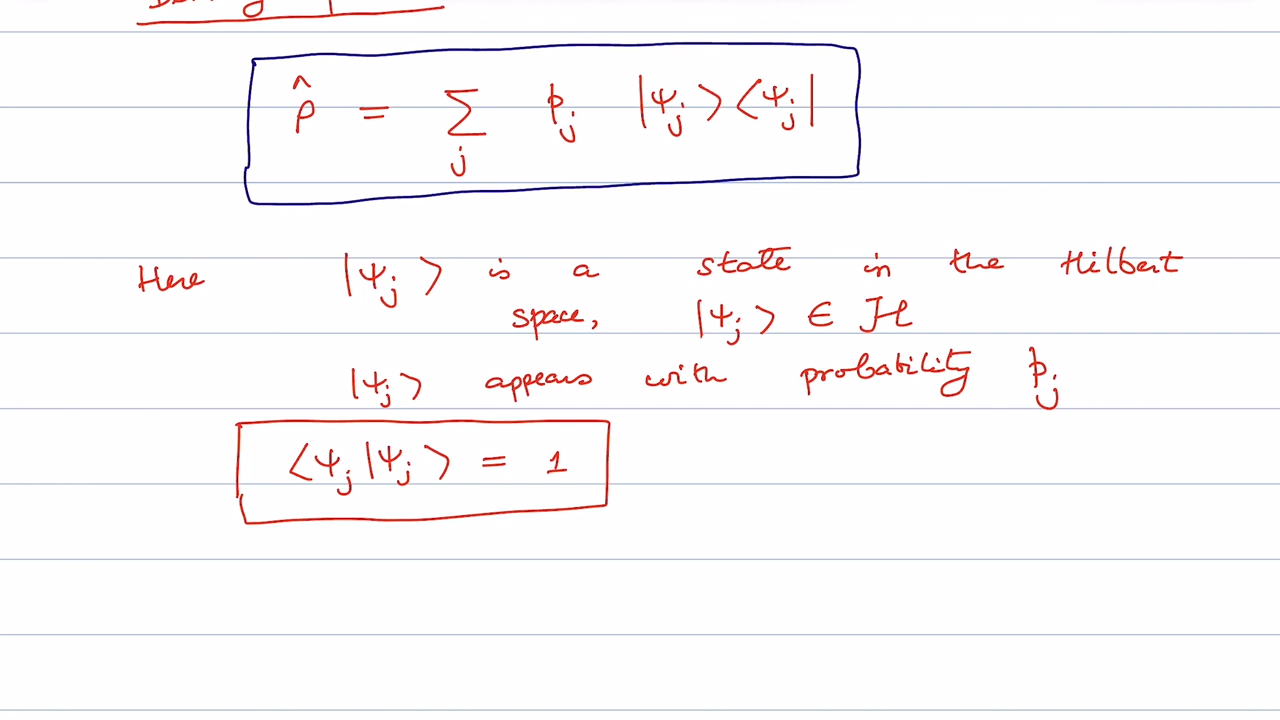 ρ̂ = ∑_j p_j |ψ_j⟩⟨ψ_j|
Here |ψ_j⟩ is a state in the Hilbert
space, |ψ_j⟩ ∈ ℋ
|ψ_j⟩ appears with probability p_j
⟨ψ_j|ψ_j⟩ = 1